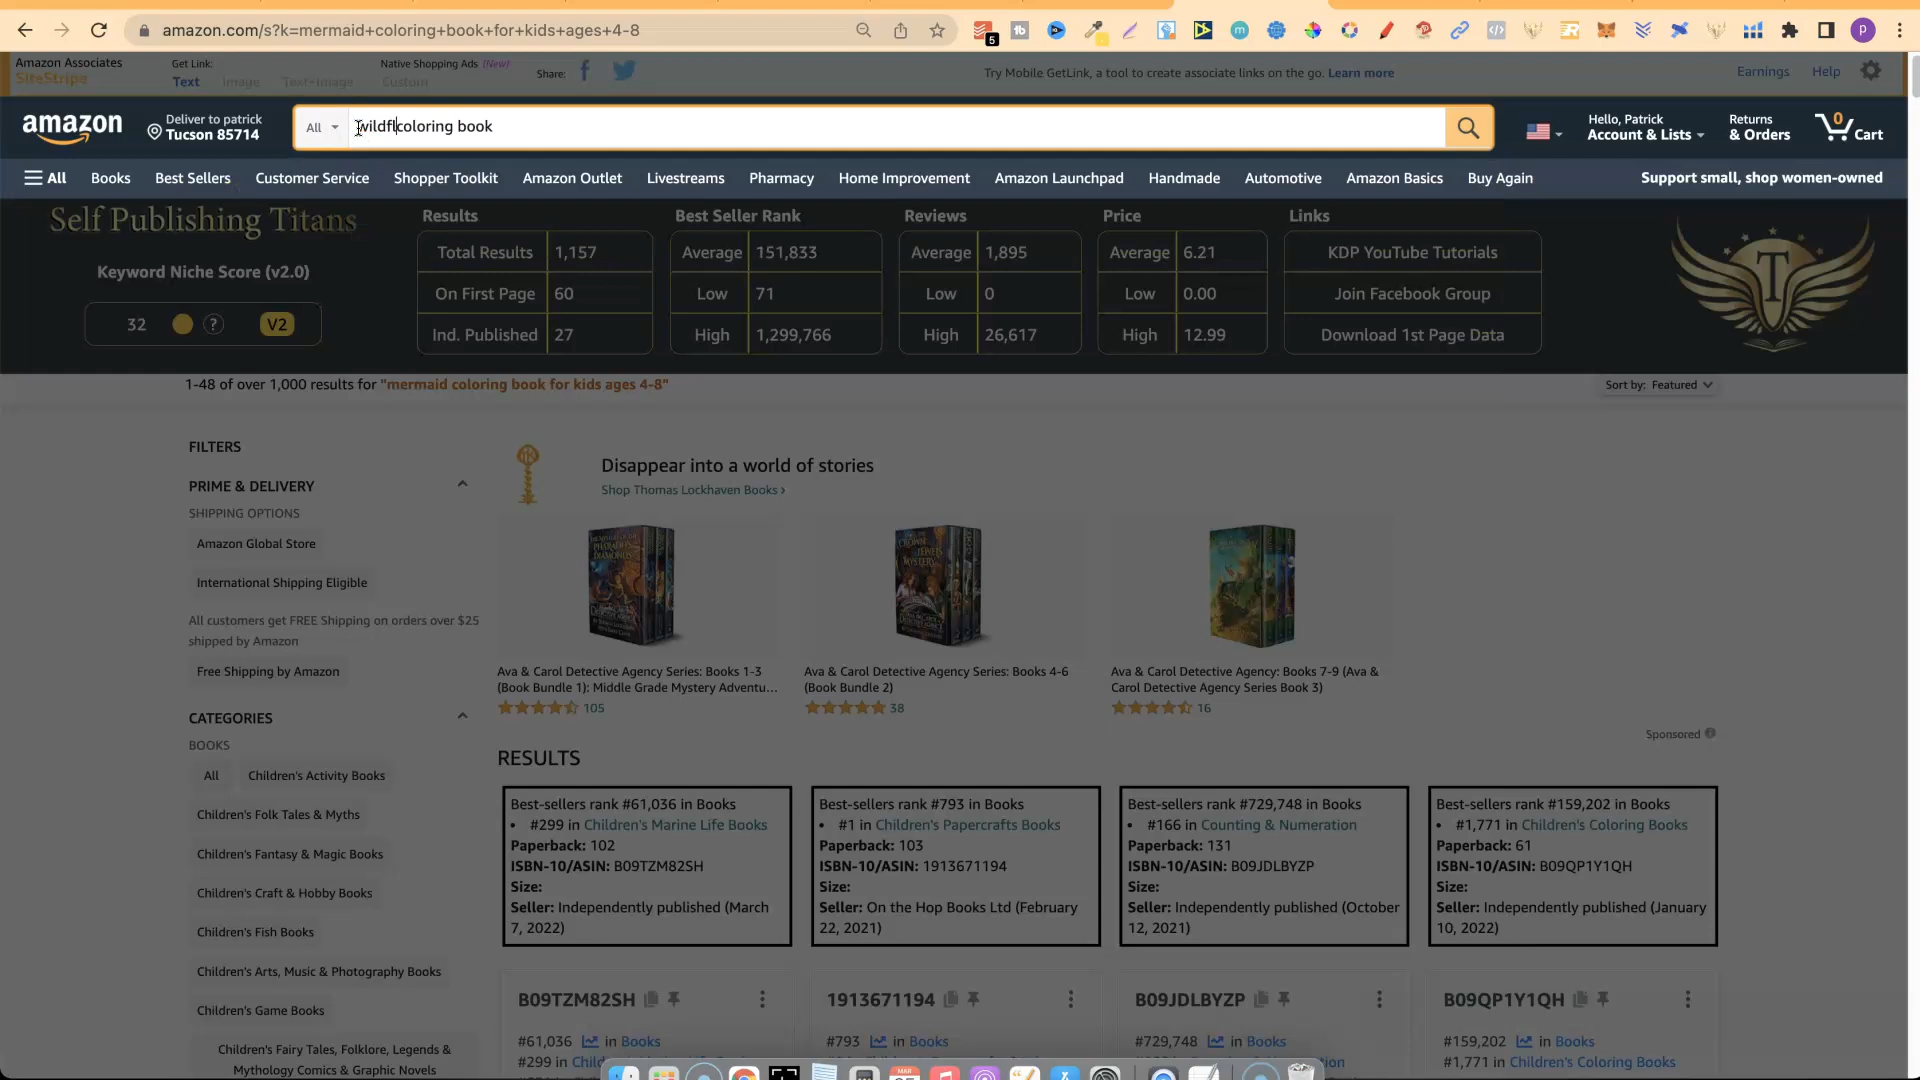 amazon.com/s?k=mermaid+coloring+book+for+kids+ages+4-8
5
P
Amazon Associates
SiteStripe
Get Link:
Text Image Text+Image
Native Shopping Ads (New)
Custom
Share:
Try Mobile GetLink, a tool to create associate links on the go. Learn more
Earnings Help
amazon
Deliver to patrick
Tucson 85714
All
wildflcoloring book
Hello, Patrick
Account & Lists
Returns
& Orders
0
Cart
All Books Best Sellers Customer Service Shopper Toolkit Amazon Outlet Livestreams Pharmacy Home Improvement Amazon Launchpad Handmade Automotive Amazon Basics Buy Again Support small, shop women-owned
Self Publishing Titans
Keyword Niche Score (v2.0)
32 ? V2
Results
Total Results 1,157
On First Page 60
Ind. Published 27
Best Seller Rank
Average 151,833
Low 71
High 1,299,766
Reviews
Average 1,895
Low 0
High 26,617
Price
Average 6.21
Low 0.00
High 12.99
Links
KDP YouTube Tutorials
Join Facebook Group
Download 1st Page Data
T
1-48 of over 1,000 results for "mermaid coloring book for kids ages 4-8"
Sort by: Featured
FILTERS
PRIME & DELIVERY
SHIPPING OPTIONS
Amazon Global Store
International Shipping Eligible
All customers get FREE Shipping on orders over $25
shipped by Amazon
Free Shipping by Amazon
CATEGORIES
BOOKS
All Children's Activity Books
Children's Folk Tales & Myths
Children's Fantasy & Magic Books
Children's Craft & Hobby Books
Children's Fish Books
Children's Arts, Music & Photography Books
Children's Game Books
Children's Fairy Tales, Folklore, Legends &
Mythology Comics & Graphic Novels
Disappear into a world of stories
Shop Thomas Lockhaven Books ›
Ava & Carol Detective Agency Series: Books 1-3
(Book Bundle 1): Middle Grade Mystery Adventu...
105
Ava & Carol Detective Agency Series: Books 4-6
(Book Bundle 2)
38
Ava & Carol Detective Agency: Books 7-9 (Ava &
Carol Detective Agency Series Book 3)
16
Sponsored
RESULTS
Best-sellers rank #61,036 in Books
• #299 in Children's Marine Life Books
Paperback: 102
ISBN-10/ASIN: B09TZM82SH
Size:
Seller: Independently published (March
7, 2022)
Best-sellers rank #793 in Books
• #1 in Children's Papercrafts Books
Paperback: 103
ISBN-10/ASIN: 1913671194
Size:
Seller: On the Hop Books Ltd (February
22, 2021)
Best-sellers rank #729,748 in Books
• #166 in Counting & Numeration
Paperback: 131
ISBN-10/ASIN: B09JDLBYZP
Size:
Seller: Independently published (October
12, 2021)
Best-sellers rank #159,202 in Books
• #1,771 in Children's Coloring Books
Paperback: 61
ISBN-10/ASIN: B09QP1Y1QH
Size:
Seller: Independently published (January
10, 2022)
B09TZM82SH
#61,036 in Books
#299 in
1913671194
#793 in Books
B09JDLBYZP
#729,748 in Books
B09QP1Y1QH
#159,202 in Books
#1,771 in Children's Coloring Books